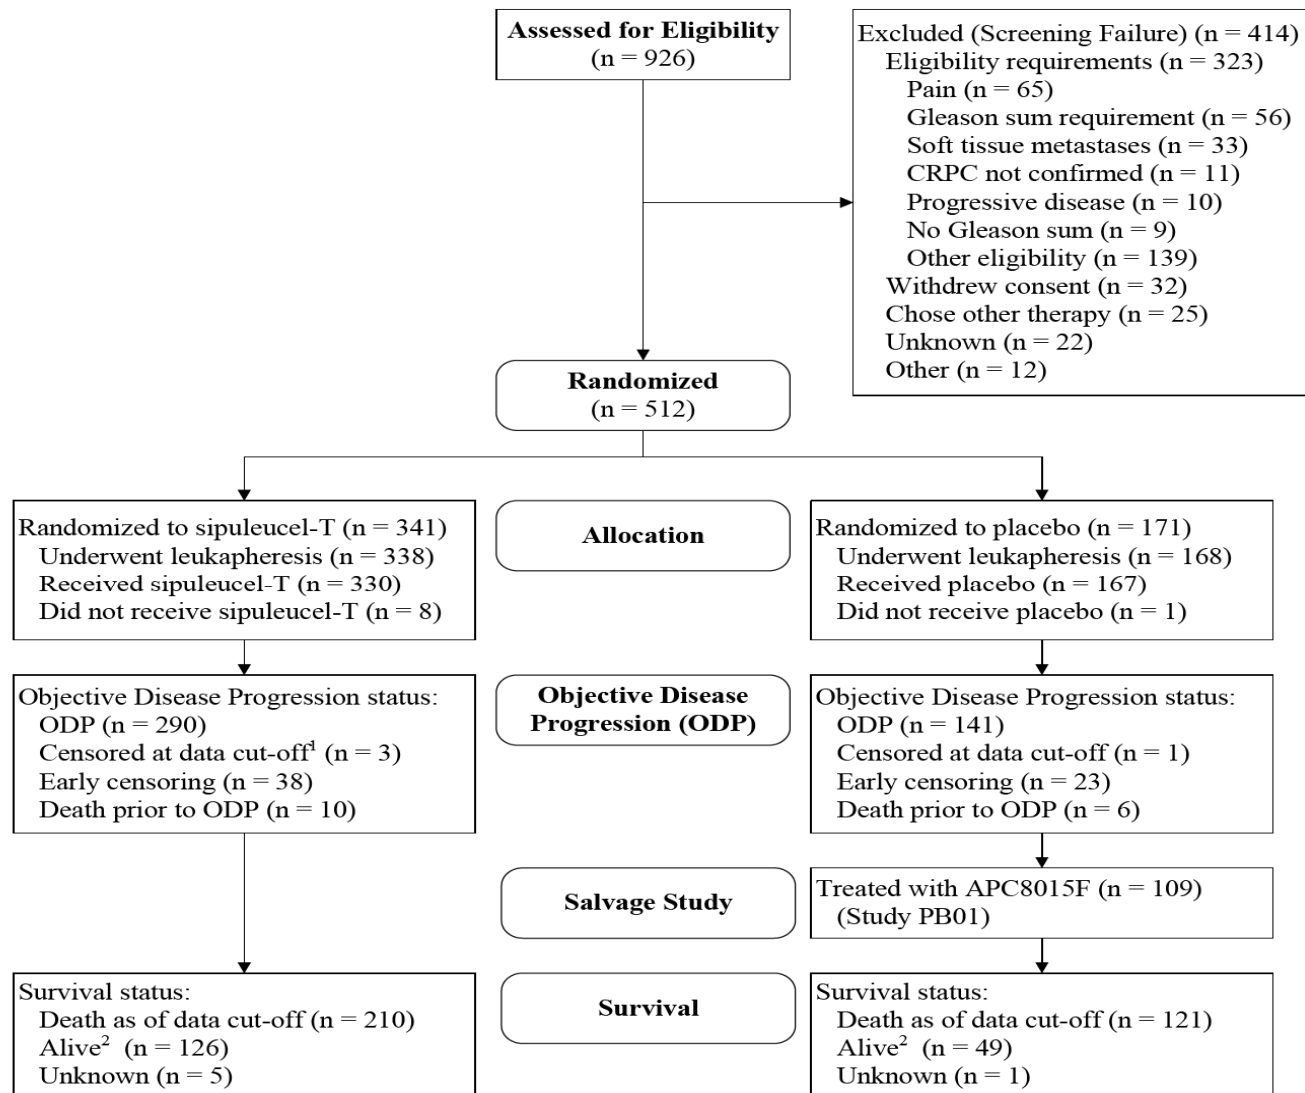 Assessed for Eligibility
(n = 926)
Excluded (Screening Failure) (n = 414)
Eligibility requirements (n = 323)
Pain (n = 65)
Gleason sum requirement (n = 56)
Soft tissue metastases (n = 33)
CRPC not confirmed (n = 11)
Progressive disease (n = 10)
No Gleason sum (n = 9)
Other eligibility (n = 139)
Withdrew consent (n = 32)
Chose other therapy (n = 25)
Unknown (n = 22)
Other (n = 12)
Randomized
(n = 512)
Randomized to sipuleucel-T (n = 341)
Underwent leukapheresis (n = 338)
Received sipuleucel-T (n = 330)
Did not receive sipuleucel-T (n = 8)
Allocation
Randomized to placebo (n = 171)
Underwent leukapheresis (n = 168)
Received placebo (n = 167)
Did not receive placebo (n = 1)
Objective Disease Progression status:
ODP (n = 290)
Censored at data cut-off¹ (n = 3)
Early censoring (n = 38)
Death prior to ODP (n = 10)
Objective Disease
Progression (ODP)
Objective Disease Progression status:
ODP (n = 141)
Censored at data cut-off (n = 1)
Early censoring (n = 23)
Death prior to ODP (n = 6)
Salvage Study
Treated with APC8015F (n = 109)
(Study PB01)
Survival status:
Death as of data cut-off (n = 210)
Alive² (n = 126)
Unknown (n = 5)
Survival
Survival status:
Death as of data cut-off (n = 121)
Alive² (n = 49)
Unknown (n = 1)